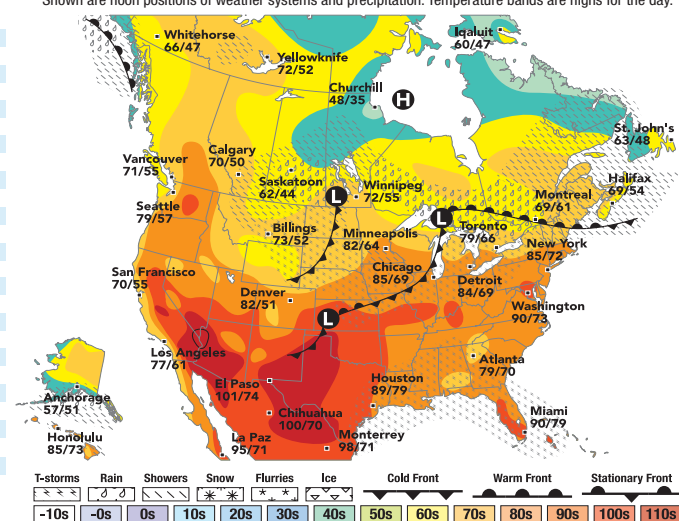 Shown are noon positions of weather systems and precipitation. Temperature bands are highs for the day.
Whitehorse
66/47
Iqaluit
60/47
Yellowknife
72/52
Churchill
48/35
H
St. John's
63/48
Vancouver
71/55
Calgary
70/50
Saskatoon
62/44
L
Winnipeg
72/55
Halifax
69/54
Montreal
69/61
Seattle
79/57
L
Toronto
79/66
Billings
73/52
Minneapolis
82/64
New York
85/72
San Francisco
70/55
Chicago
85/69
Detroit
84/69
Denver
82/51
Washington
90/73
L
Los Angeles
77/61
Atlanta
79/70
El Paso
101/74
Houston
89/79
Anchorage
57/51
Chihuahua
100/70
Miami
90/79
Honolulu
85/73
La Paz
95/71
Monterrey
98/71
T-storms Rain Showers Snow Flurries Ice Cold Front Warm Front Stationary Front
-10s -0s 0s 10s 20s 30s 40s 50s 60s 70s 80s 90s 100s 110s